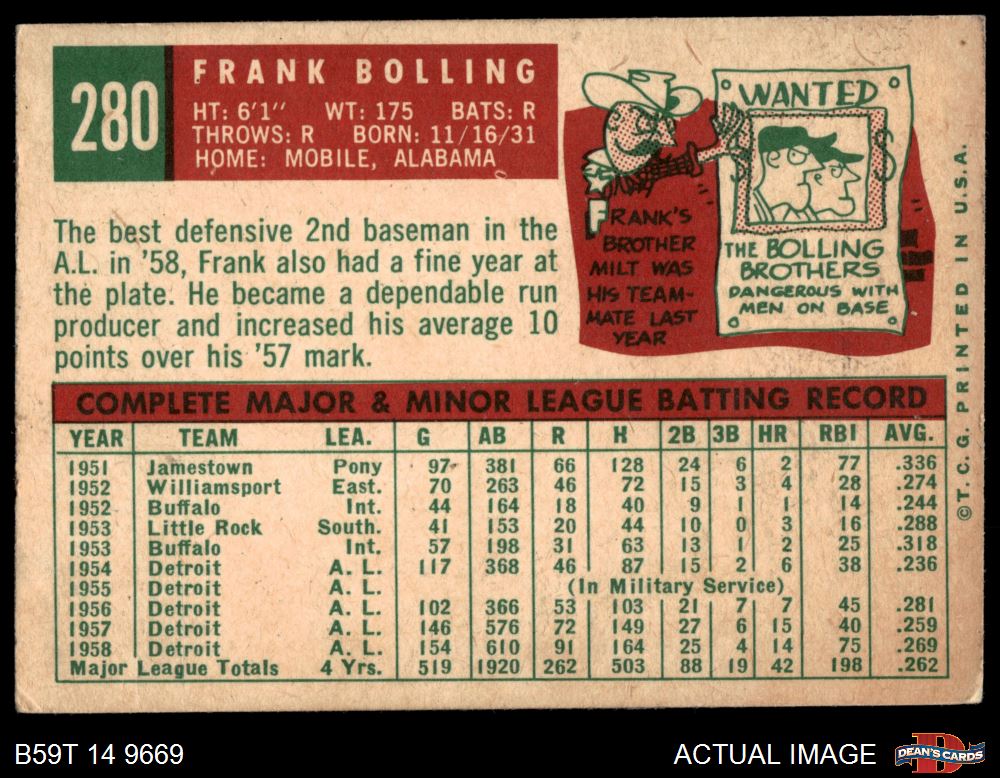 280
FRANK BOLLING
HT: 6'1" WT: 175 BATS: R
THROWS: R BORN: 11/16/31
HOME: MOBILE, ALABAMA
The best defensive 2nd baseman in the
A.L. in '58, Frank also had a fine year at
the plate. He became a dependable run
producer and increased his average 10
points over his '57 mark.
FRANK'S
BROTHER
MILT WAS
HIS TEAM-
MATE LAST
YEAR
WANTED
THE BOLLING
BROTHERS
DANGEROUS WITH
MEN ON BASE
©T. C. G. PRINTED IN U.S.A.
COMPLETE MAJOR & MINOR LEAGUE BATTING RECORD
YEAR TEAM LEA. G AB R H 2B 3B HR RBI AVG.
1951 Jamestown Pony 97 381 66 128 24 6 2 77 .336
1952 Williamsport East. 70 263 46 72 15 3 4 28 .274
1952 Buffalo Int. 44 164 18 40 9 1 1 14 .244
1953 Little Rock South. 41 153 20 44 10 0 3 16 .288
1953 Buffalo Int. 57 198 31 63 13 1 2 25 .318
1954 Detroit A. L. 117 368 46 87 15 2 6 38 .236
1955 Detroit A. L. (In Military Service)
1956 Detroit A. L. 102 366 53 103 21 7 7 45 .281
1957 Detroit A. L. 146 576 72 149 27 6 15 40 .259
1958 Detroit A. L. 154 610 91 164 25 4 14 75 .269
Major League Totals 4 Yrs. 519 1920 262 503 88 19 42 198 .262
B59T 14 9669
ACTUAL IMAGE
DEAN'S CARDS